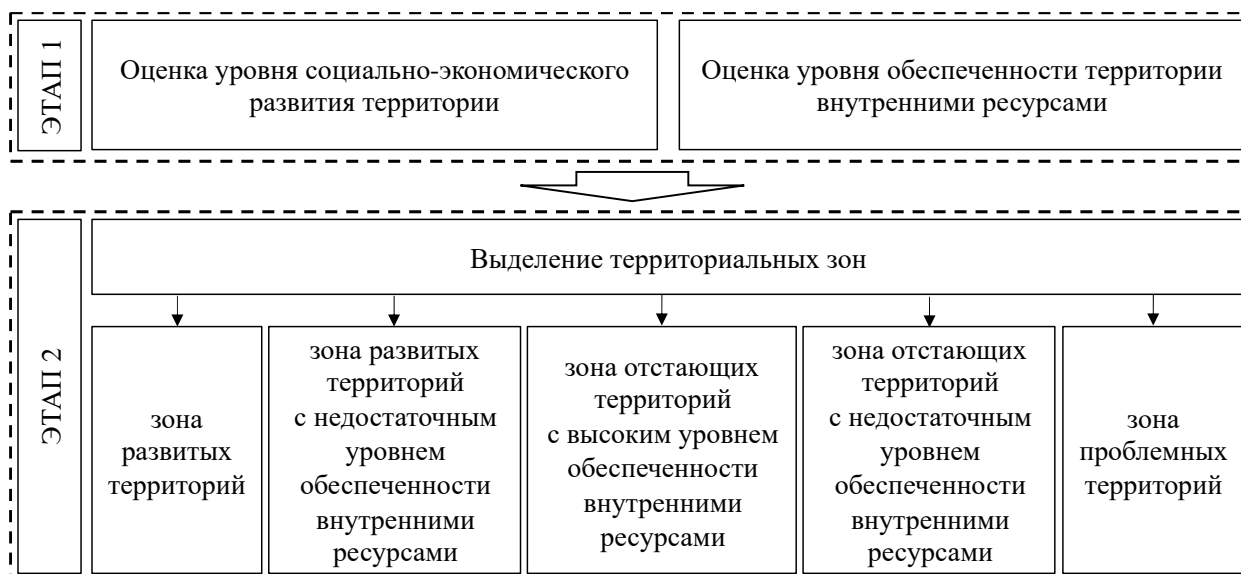 ЭТАП 1
Оценка уровня социально-экономического
развития территории
Оценка уровня обеспеченности территории
внутренними ресурсами
ЭТАП 2
Выделение территориальных зон
зона
развитых
территорий
зона развитых
территорий
с недостаточным
уровнем
обеспеченности
внутренними
ресурсами
зона отстающих
территорий
с высоким уровнем
обеспеченности
внутренними
ресурсами
зона отстающих
территорий
с недостаточным
уровнем
обеспеченности
внутренними
ресурсами
зона
проблемных
территорий